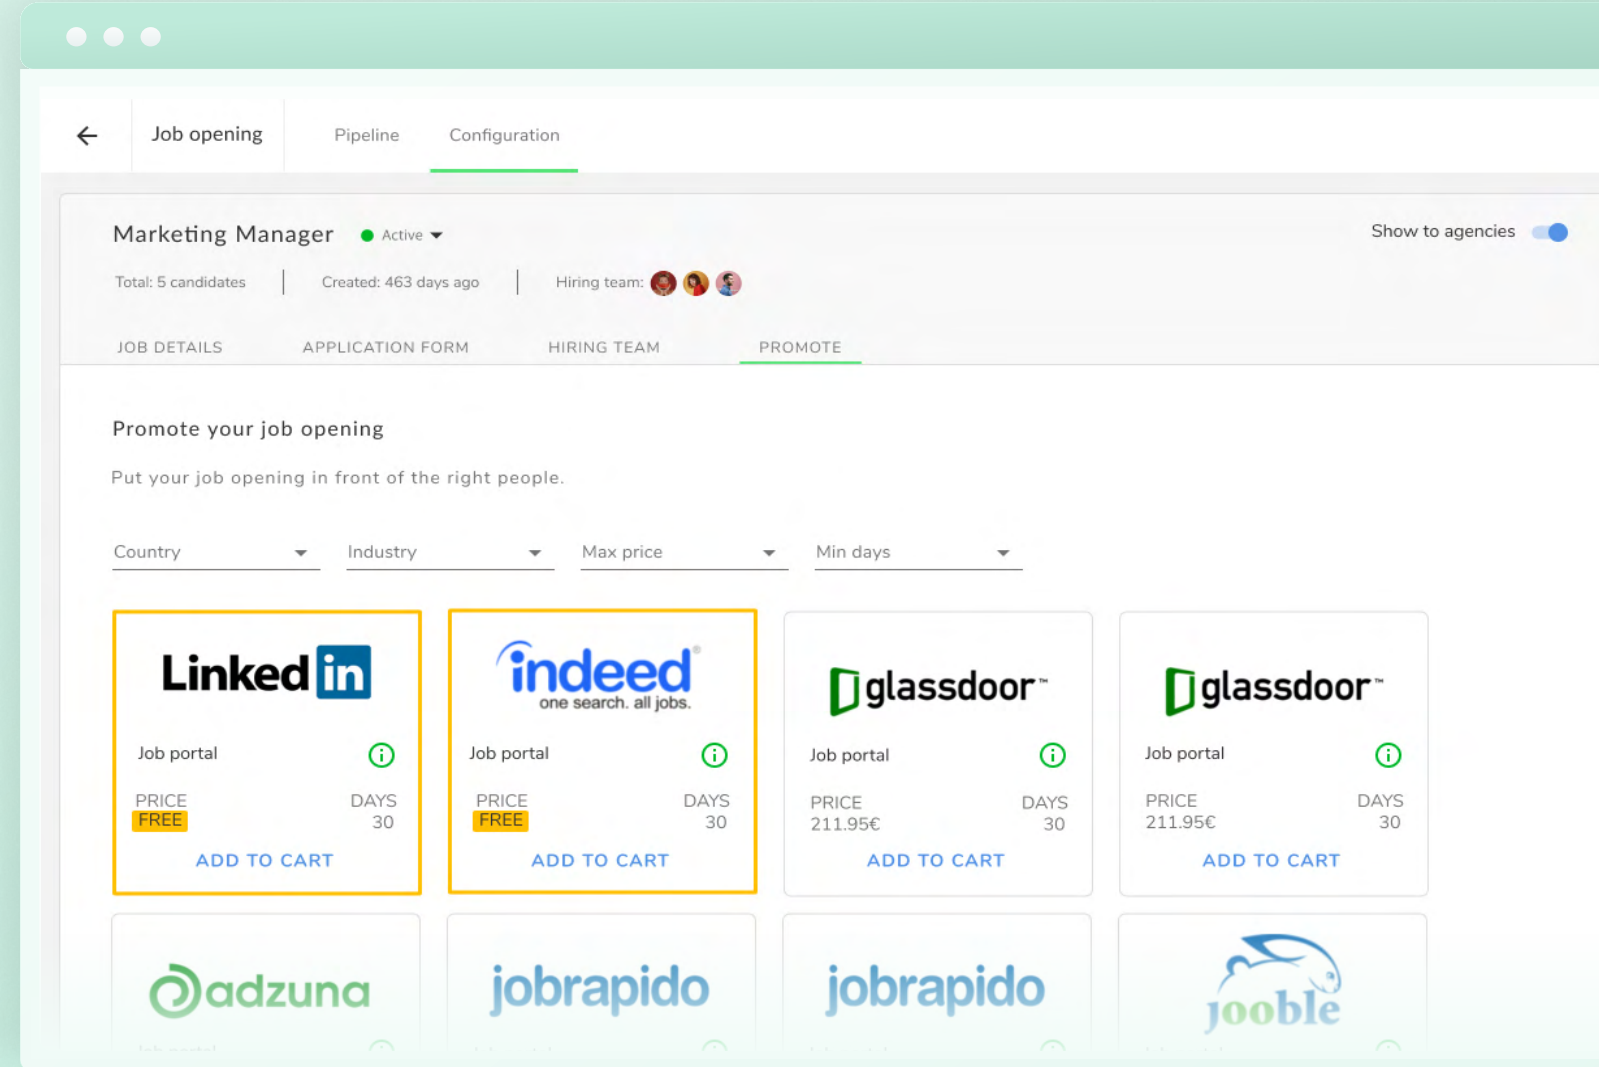 Job opening
Pipeline
Configuration
Marketing Manager
Active
Show to agencies
Total: 5 candidates
Created: 463 days ago
Hiring team:
JOB DETAILS
APPLICATION FORM
HIRING TEAM
PROMOTE
Promote your job opening
Put your job opening in front of the right people.
Country
Industry
Max price
Min days
Linked in
Job portal
PRICE
DAYS
FREE
30
ADD TO CART
indeed®
one search. all jobs.
Job portal
PRICE
DAYS
FREE
30
ADD TO CART
glassdoor™
Job portal
PRICE
DAYS
211.95€
30
ADD TO CART
glassdoor™
Job portal
PRICE
DAYS
211.95€
30
ADD TO CART
adzuna
jobrapido
jobrapido
jooble